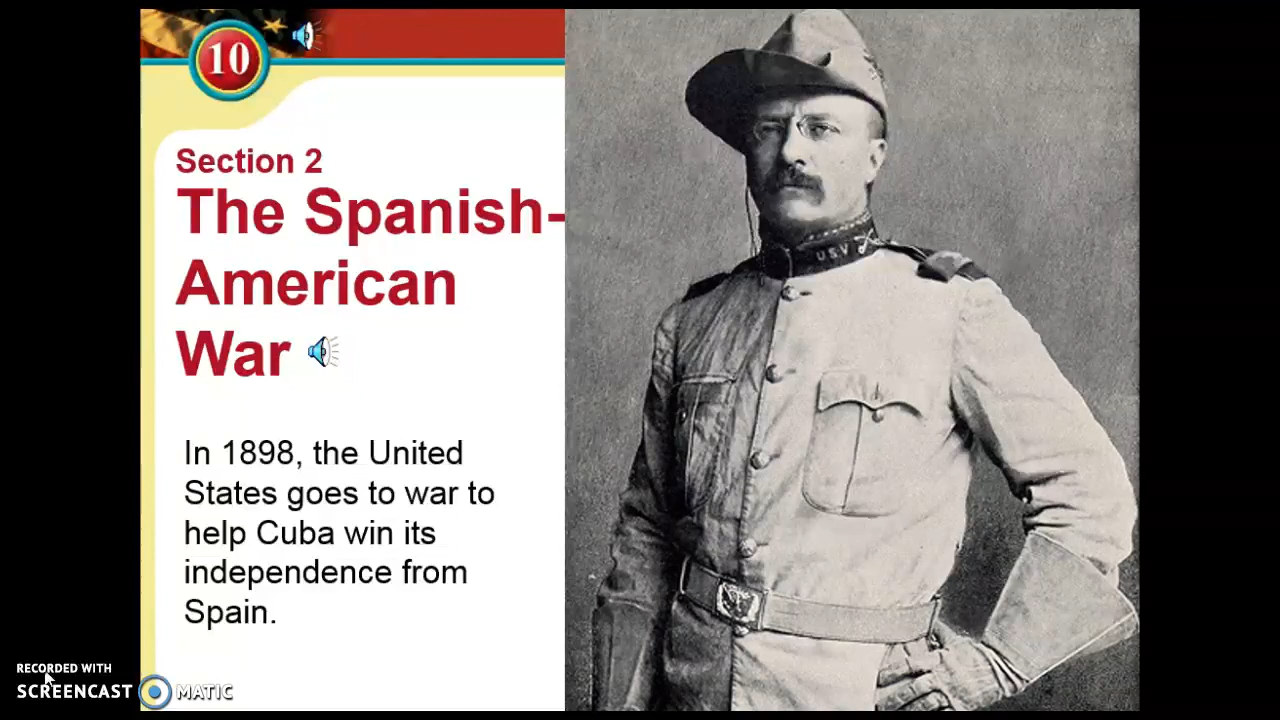 10
Section 2
The Spanish-
American
War
In 1898, the United
States goes to war to
help Cuba win its
independence from
Spain.
USV
RECORDED WITH
SCREENCAST MATIC